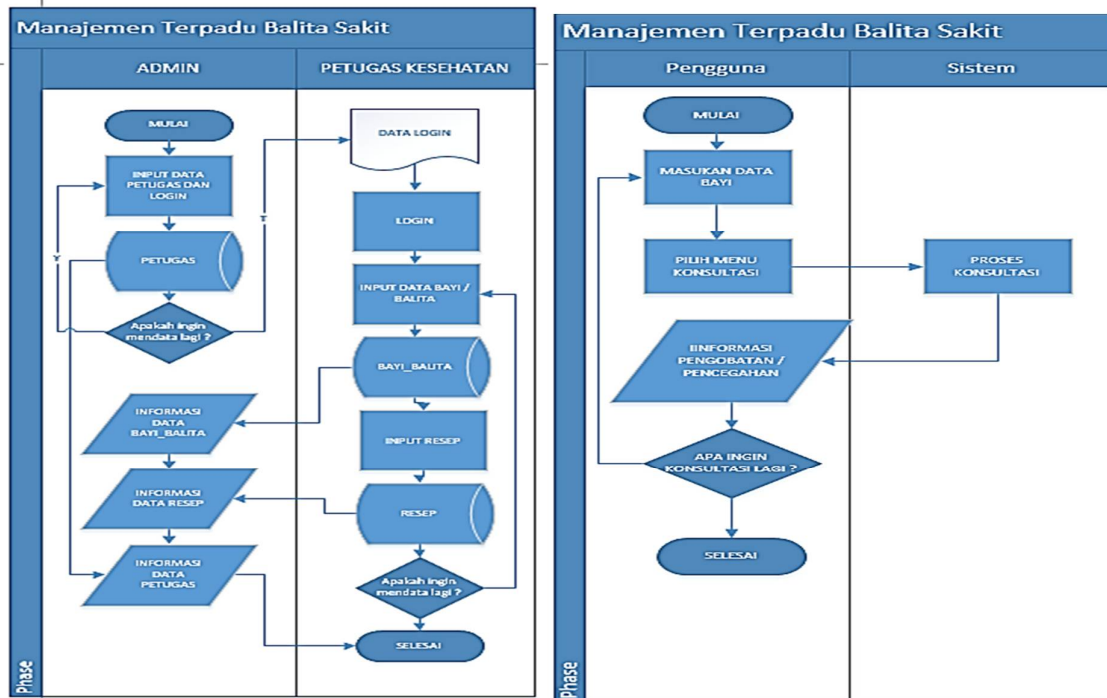 Manajemen Terpadu Balita Sakit
ADMIN
PETUGAS KESEHATAN
MULAI
INPUT DATA
PETUGAS DAN
LOGIN
PETUGAS
Apakah ingin
mendata lagi ?
Y
T
INFORMASI
DATA
BAYI_BALITA
INFORMASI
DATA RESEP
INFORMASI
DATA
PETUGAS
DATA LOGIN
LOGIN
INPUT DATA BAYI /
BALITA
BAYI_BALITA
INPUT RESEP
RESEP
Apakah ingin
mendata lagi ?
SELESAI
Phase
Manajemen Terpadu Balita Sakit
Pengguna
Sistem
MULAI
MASUKAN DATA
BAYI
PILIH MENU
KONSULTASI
PROSES
KONSULTASI
IINFORMASI
PENGOBATAN /
PENCEGAHAN
APA INGIN
KONSULTASI LAGI ?
SELESAI
Phase